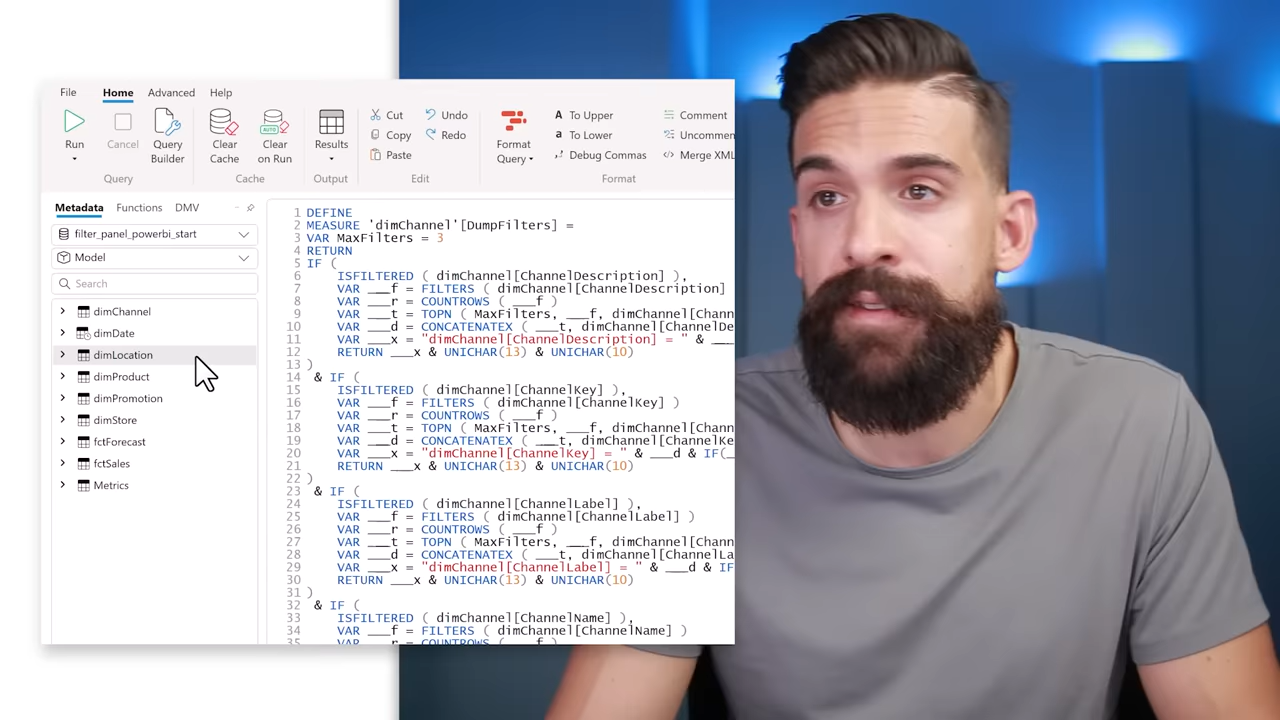 File Home Advanced Help
Run Cancel Query Builder Clear Cache Clear on Run Results Format Query
Cut Undo A To Upper Comment
Copy Redo a To Lower Uncommen
Paste Debug Commas Merge XML
Query Cache Output Edit Format
Metadata Functions DMV
filter_panel_powerbi_start
Model
Search
dimChannel
dimDate
dimLocation
dimProduct
dimPromotion
dimStore
fctForecast
fctSales
Metrics
1 DEFINE
2 MEASURE 'dimChannel'[DumpFilters] =
3 VAR MaxFilters = 3
4 RETURN
5 IF (
6 ISFILTERED ( dimChannel[ChannelDescription] ),
7 VAR ___f = FILTERS ( dimChannel[ChannelDescription]
8 VAR ___r = COUNTROWS ( ___f )
9 VAR ___t = TOPN ( MaxFilters, ___f, dimChannel[Chann
10 VAR ___d = CONCATENATEX ( ___t, dimChannel[ChannelDe
11 VAR ___x = "dimChannel[ChannelDescription] = " & ___
12 RETURN ___x & UNICHAR(13) & UNICHAR(10)
13 )
14 & IF (
15 ISFILTERED ( dimChannel[ChannelKey] ),
16 VAR ___f = FILTERS ( dimChannel[ChannelKey] )
17 VAR ___r = COUNTROWS ( ___f )
18 VAR ___t = TOPN ( MaxFilters, ___f, dimChannel[Chann
19 VAR ___d = CONCATENATEX ( ___t, dimChannel[ChannelKe
20 VAR ___x = "dimChannel[ChannelKey] = " & ___d & IF(_
21 RETURN ___x & UNICHAR(13) & UNICHAR(10)
22 )
23 & IF (
24 ISFILTERED ( dimChannel[ChannelLabel] ),
25 VAR ___f = FILTERS ( dimChannel[ChannelLabel] )
26 VAR ___r = COUNTROWS ( ___f )
27 VAR ___t = TOPN ( MaxFilters, ___f, dimChannel[Chann
28 VAR ___d = CONCATENATEX ( ___t, dimChannel[ChannelLa
29 VAR ___x = "dimChannel[ChannelLabel] = " & ___d & IF
30 RETURN ___x & UNICHAR(13) & UNICHAR(10)
31 )
32 & IF (
33 ISFILTERED ( dimChannel[ChannelName] ),
34 VAR ___f = FILTERS ( dimChannel[ChannelName] )
35 VAR ___r = COUNTROWS ( ___f )